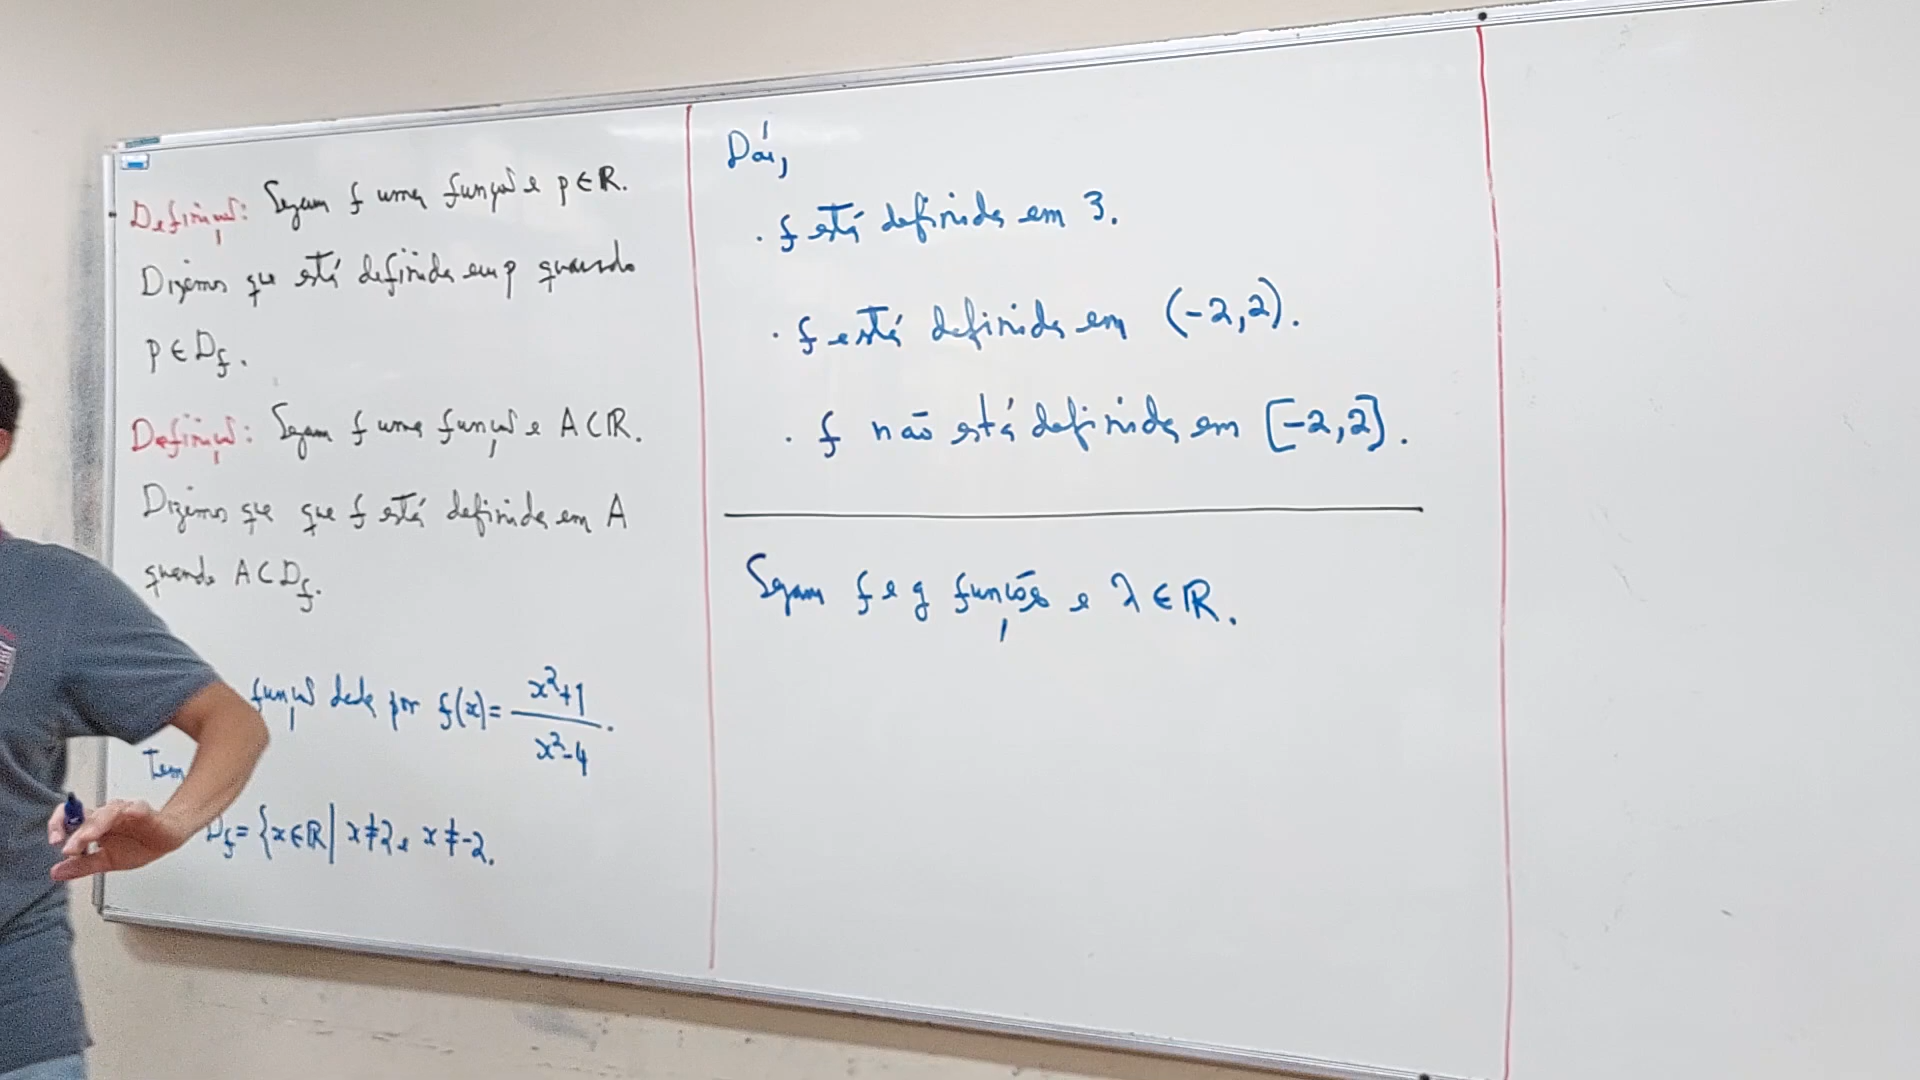 Definição: Sejam f uma função e p∈ℝ.
Dizemos que está definida em p quando
p∈D_f.
Definição: Sejam f uma função e A⊂ℝ.
Dizemos que que f está definida em A
quando A⊂D_f.
função dada por f(x)= (x²+1)/(x²-4).
Tem
D_f={x∈ℝ| x≠2 e x≠-2.
Daí,
· f está definida em 3.
· f está definida em (-2,2).
· f não está definida em [-2,2].
Sejam f e g funções e λ∈ℝ.